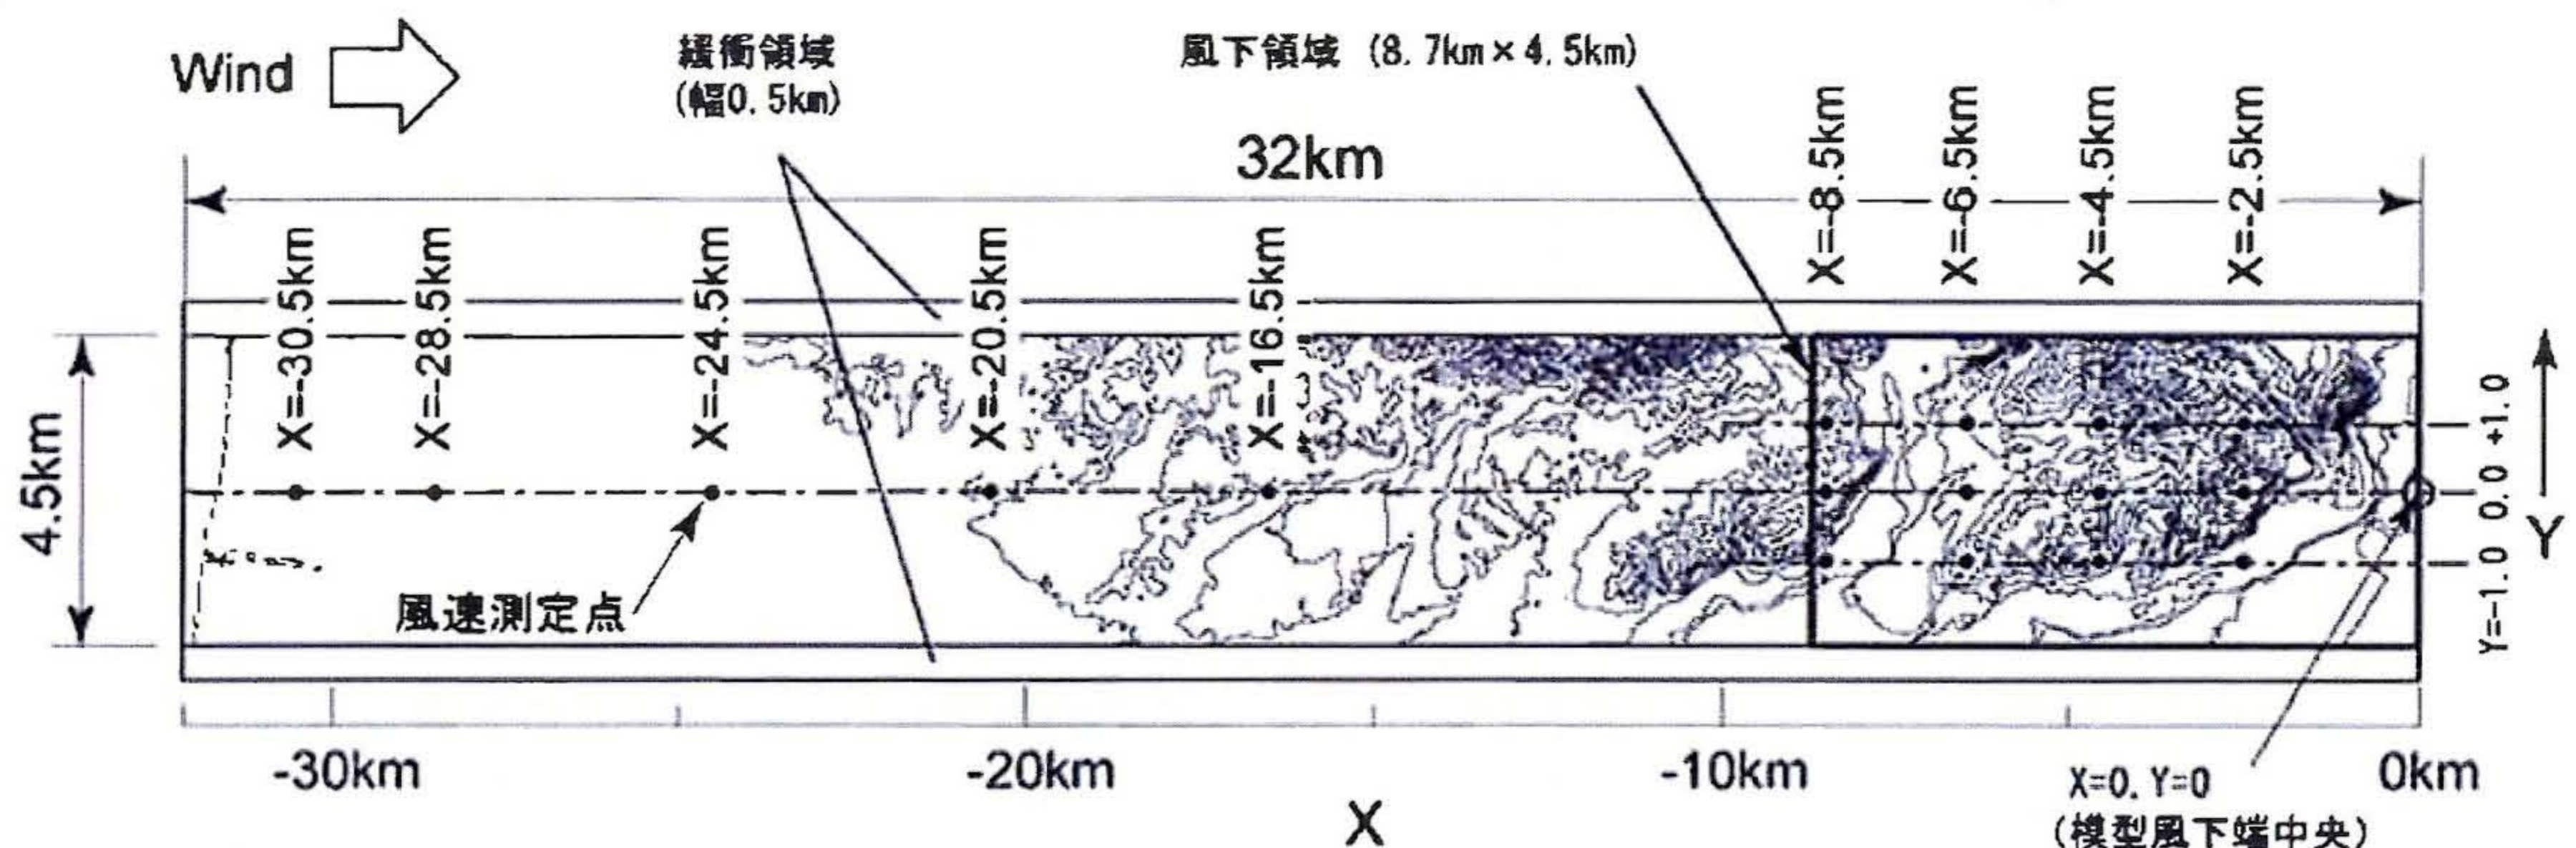 Wind
緩衝領域
(幅0.5km)
風下領域 (8.7km×4.5km)
32km
X=-8.5km
X=-6.5km
X=-4.5km
X=-2.5km
X=-30.5km
X=-28.5km
X=-24.5km
X=-20.5km
X=-16.5km
4.5km
風速測定点
Y=-1.0 0.0 +1.0
Y
-30km
-20km
-10km
0km
X
X=0. Y=0
(模型風下端中央)